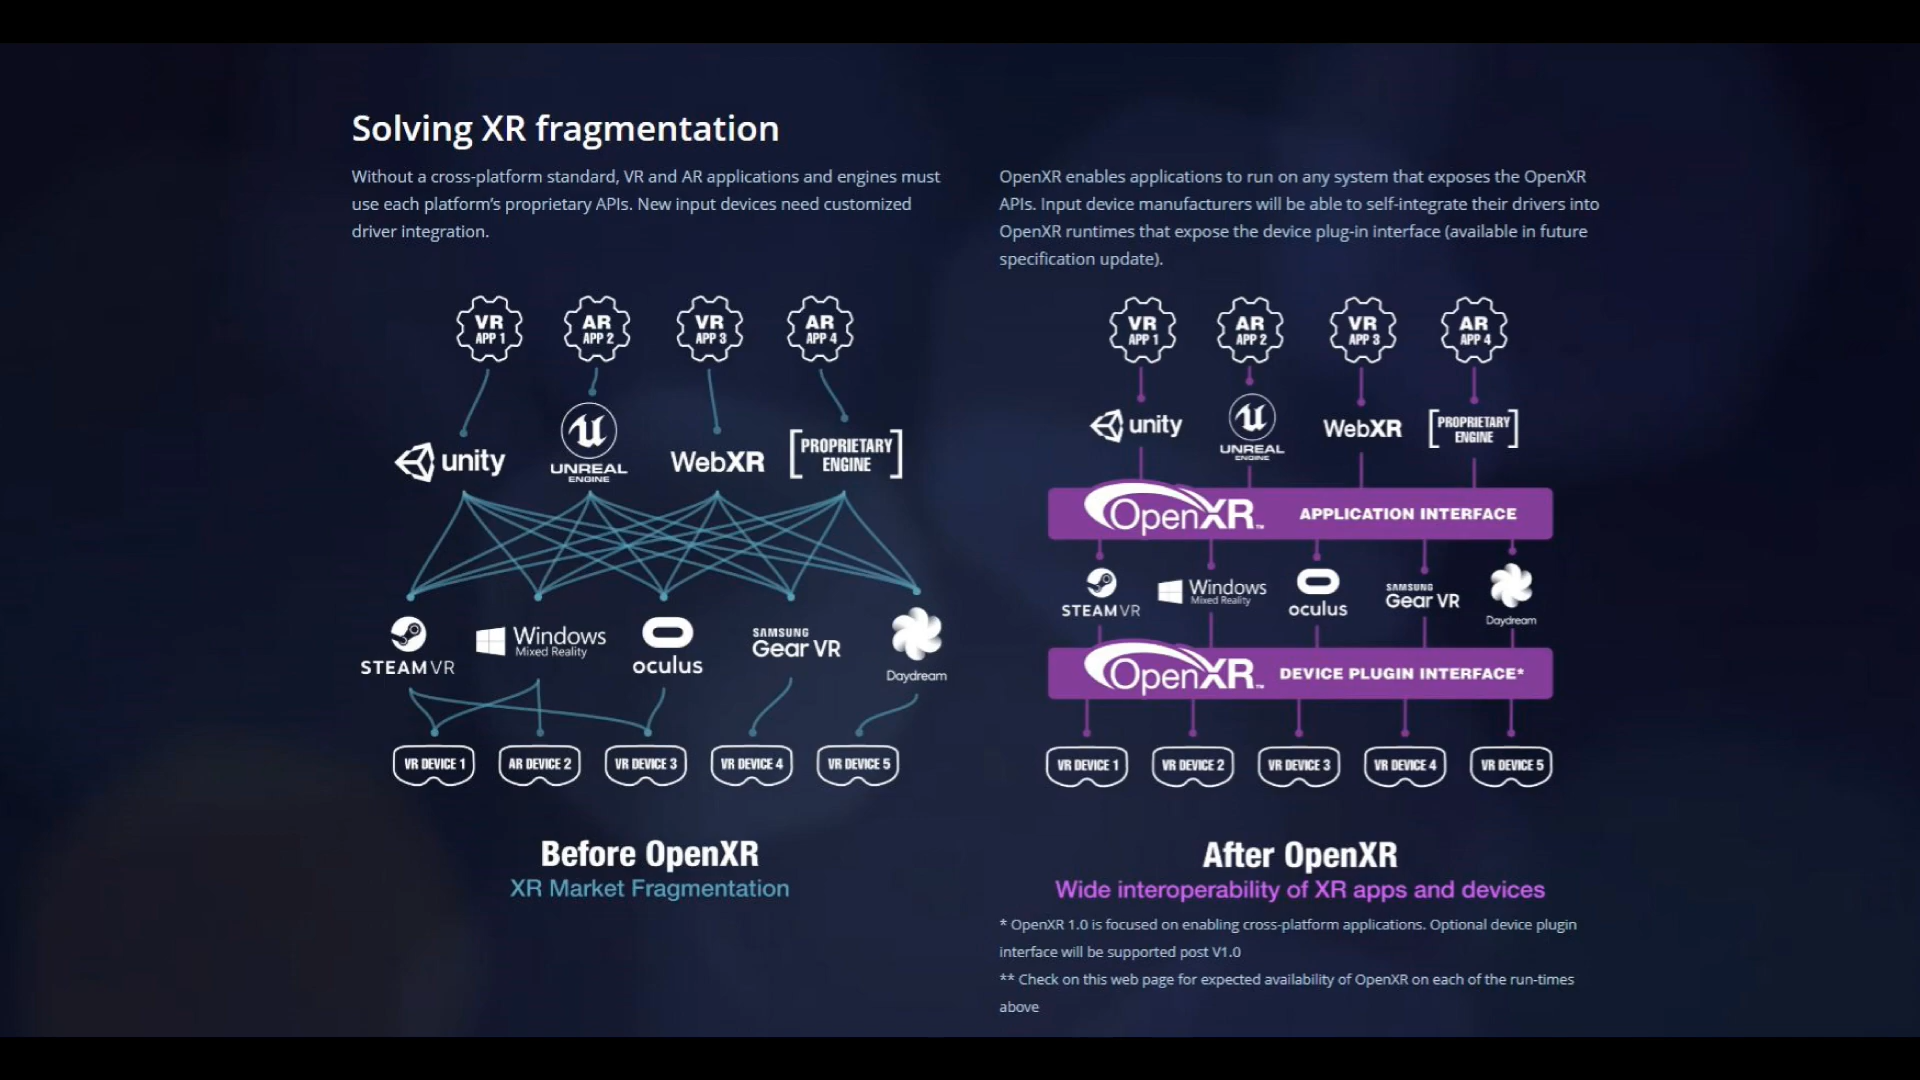 Solving XR fragmentation
Without a cross-platform standard, VR and AR applications and engines must
use each platform's proprietary APIs. New input devices need customized
driver integration.
VR
APP 1
AR
APP 2
VR
APP 3
AR
APP 4
unity
UNREAL
ENGINE
WebXR
PROPRIETARY
ENGINE
STEAMVR
Windows
Mixed Reality
oculus
SAMSUNG
Gear VR
Daydream
VR DEVICE 1
AR DEVICE 2
VR DEVICE 3
VR DEVICE 4
VR DEVICE 5
Before OpenXR
XR Market Fragmentation
OpenXR enables applications to run on any system that exposes the OpenXR
APIs. Input device manufacturers will be able to self-integrate their drivers into
OpenXR runtimes that expose the device plug-in interface (available in future
specification update).
VR
APP 1
AR
APP 2
VR
APP 3
AR
APP 4
unity
UNREAL
ENGINE
WebXR
PROPRIETARY
ENGINE
OpenXR™ APPLICATION INTERFACE
STEAMVR
Windows
Mixed Reality
oculus
SAMSUNG
Gear VR
Daydream
OpenXR™ DEVICE PLUGIN INTERFACE*
VR DEVICE 1
VR DEVICE 2
VR DEVICE 3
VR DEVICE 4
VR DEVICE 5
After OpenXR
Wide interoperability of XR apps and devices
* OpenXR 1.0 is focused on enabling cross-platform applications. Optional device plugin
interface will be supported post V1.0
** Check on this web page for expected availability of OpenXR on each of the run-times
above